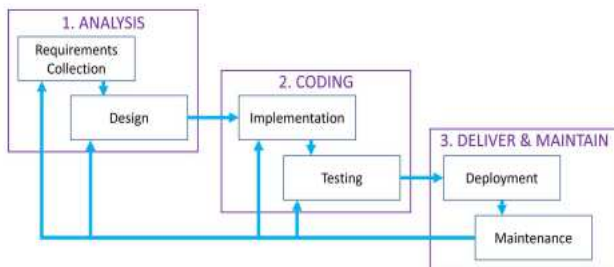 1. ANALYSIS
Requirements
Collection
Design
2. CODING
Implementation
Testing
3. DELIVER & MAINTAIN
Deployment
Maintenance